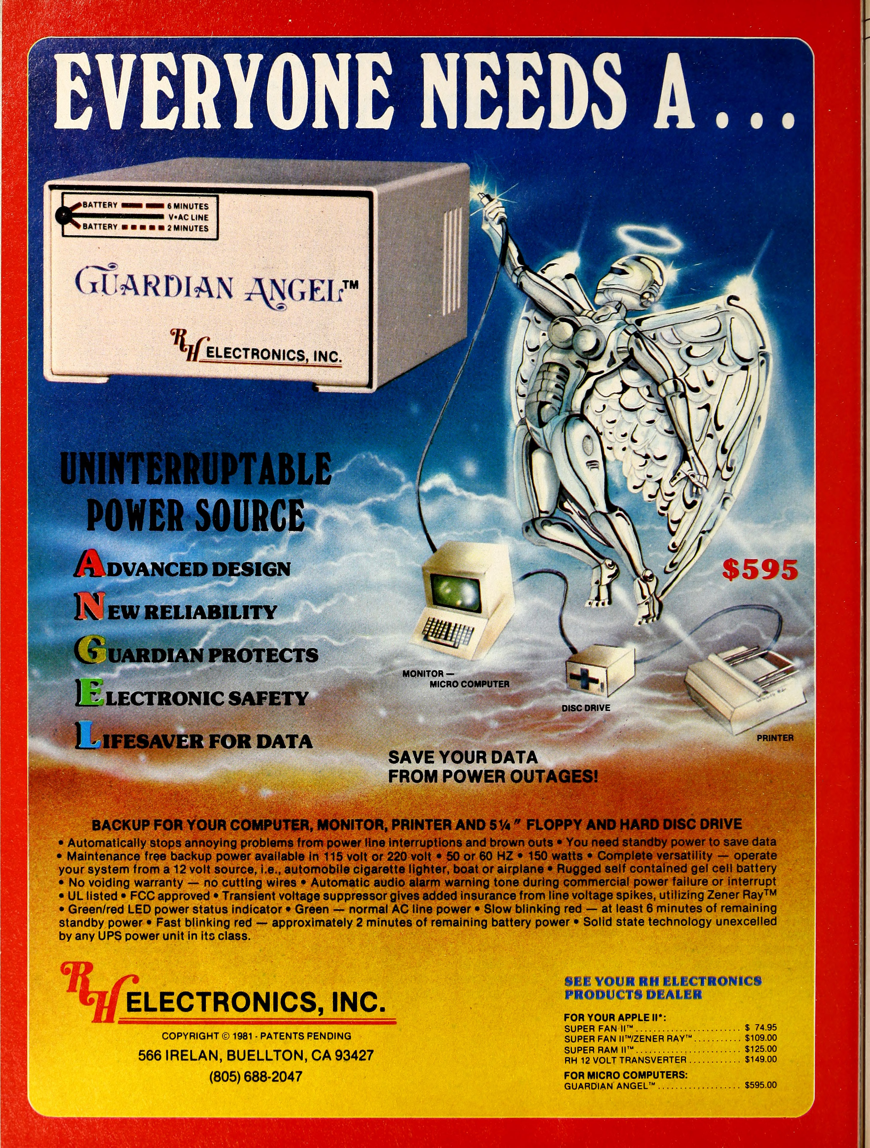 EVERYONE NEEDS A . . .
BATTERY 6 MINUTES
V•AC LINE
BATTERY 2 MINUTES
GUARDIAN ANGEL™
RH ELECTRONICS, INC.
UNINTERRUPTABLE
POWER SOURCE
ADVANCED DESIGN
NEW RELIABILITY
GUARDIAN PROTECTS
ELECTRONIC SAFETY
LIFESAVER FOR DATA
$595
MONITOR —
MICRO COMPUTER
DISC DRIVE
PRINTER
SAVE YOUR DATA
FROM POWER OUTAGES!
BACKUP FOR YOUR COMPUTER, MONITOR, PRINTER AND 5¼" FLOPPY AND HARD DISC DRIVE
• Automatically stops annoying problems from power line interruptions and brown outs • You need standby power to save data
• Maintenance free backup power available in 115 volt or 220 volt • 50 or 60 HZ • 150 watts • Complete versatility — operate
your system from a 12 volt source, i.e., automobile cigarette lighter, boat or airplane • Rugged self contained gel cell battery
• No voiding warranty — no cutting wires • Automatic audio alarm warning tone during commercial power failure or interrupt
• UL listed • FCC approved • Transient voltage suppressor gives added insurance from line voltage spikes, utilizing Zener Ray™
• Green/red LED power status indicator • Green — normal AC line power • Slow blinking red — at least 6 minutes of remaining
standby power • Fast blinking red — approximately 2 minutes of remaining battery power • Solid state technology unexcelled
by any UPS power unit in its class.
RH ELECTRONICS, INC.
COPYRIGHT © 1981 · PATENTS PENDING
566 IRELAN, BUELLTON, CA 93427
(805) 688-2047
SEE YOUR RH ELECTRONICS
PRODUCTS DEALER
FOR YOUR APPLE II*:
SUPER FAN II™ ........................ $ 74.95
SUPER FAN II™/ZENER RAY™ ........... $109.00
SUPER RAM II™ ........................ $125.00
RH 12 VOLT TRANSVERTER ............ $149.00
FOR MICRO COMPUTERS:
GUARDIAN ANGEL™ ................... $595.00